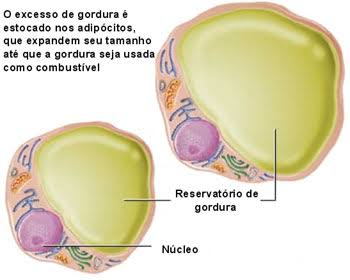 O excesso de gordura é
estocado nos adipócitos,
que expandem seu tamanho
até que a gordura seja usada
como combustível
Reservatório de
gordura
Núcleo